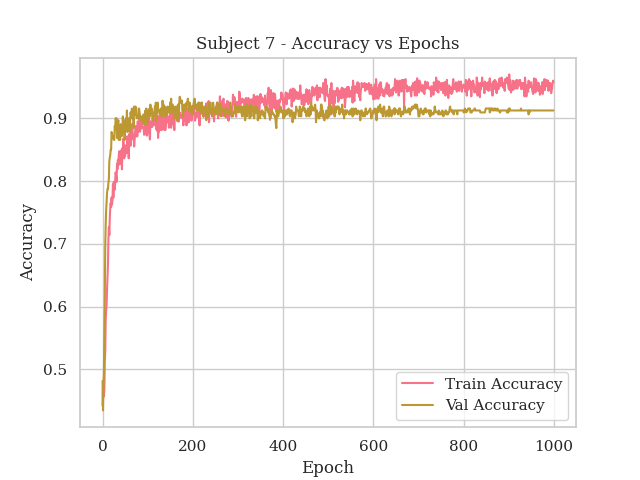 Subject 7 - Accuracy vs Epochs
Accuracy
0.9
0.8
0.7
0.6
0.5
0 200 400 600 800 1000
Epoch
Train Accuracy
Val Accuracy